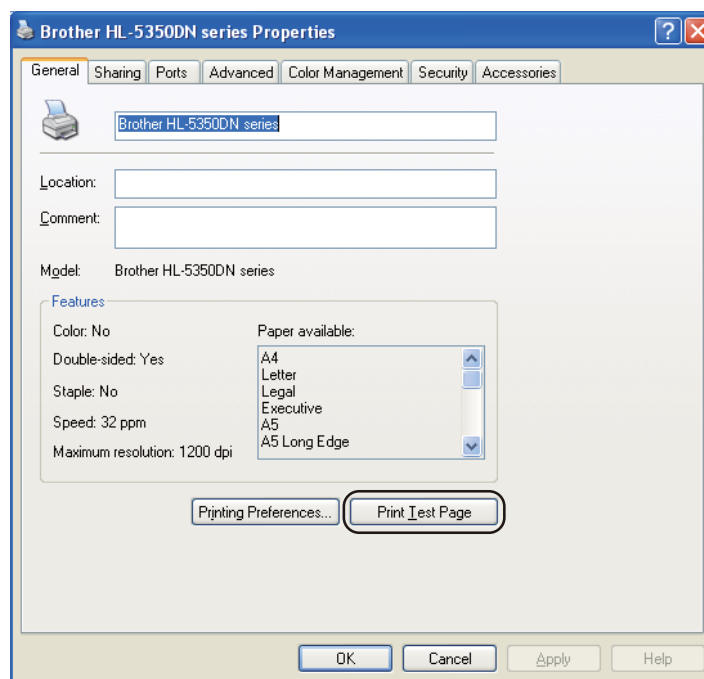 Brother HL-5350DN series Properties
General Sharing Ports Advanced Color Management Security Accessories
Brother HL-5350DN series
Location:
Comment:
Model: Brother HL-5350DN series
Features
Color: No
Double-sided: Yes
Staple: No
Speed: 32 ppm
Maximum resolution: 1200 dpi
Paper available:
A4
Letter
Legal
Executive
A5
A5 Long Edge
Printing Preferences... Print Test Page
OK Cancel Apply Help